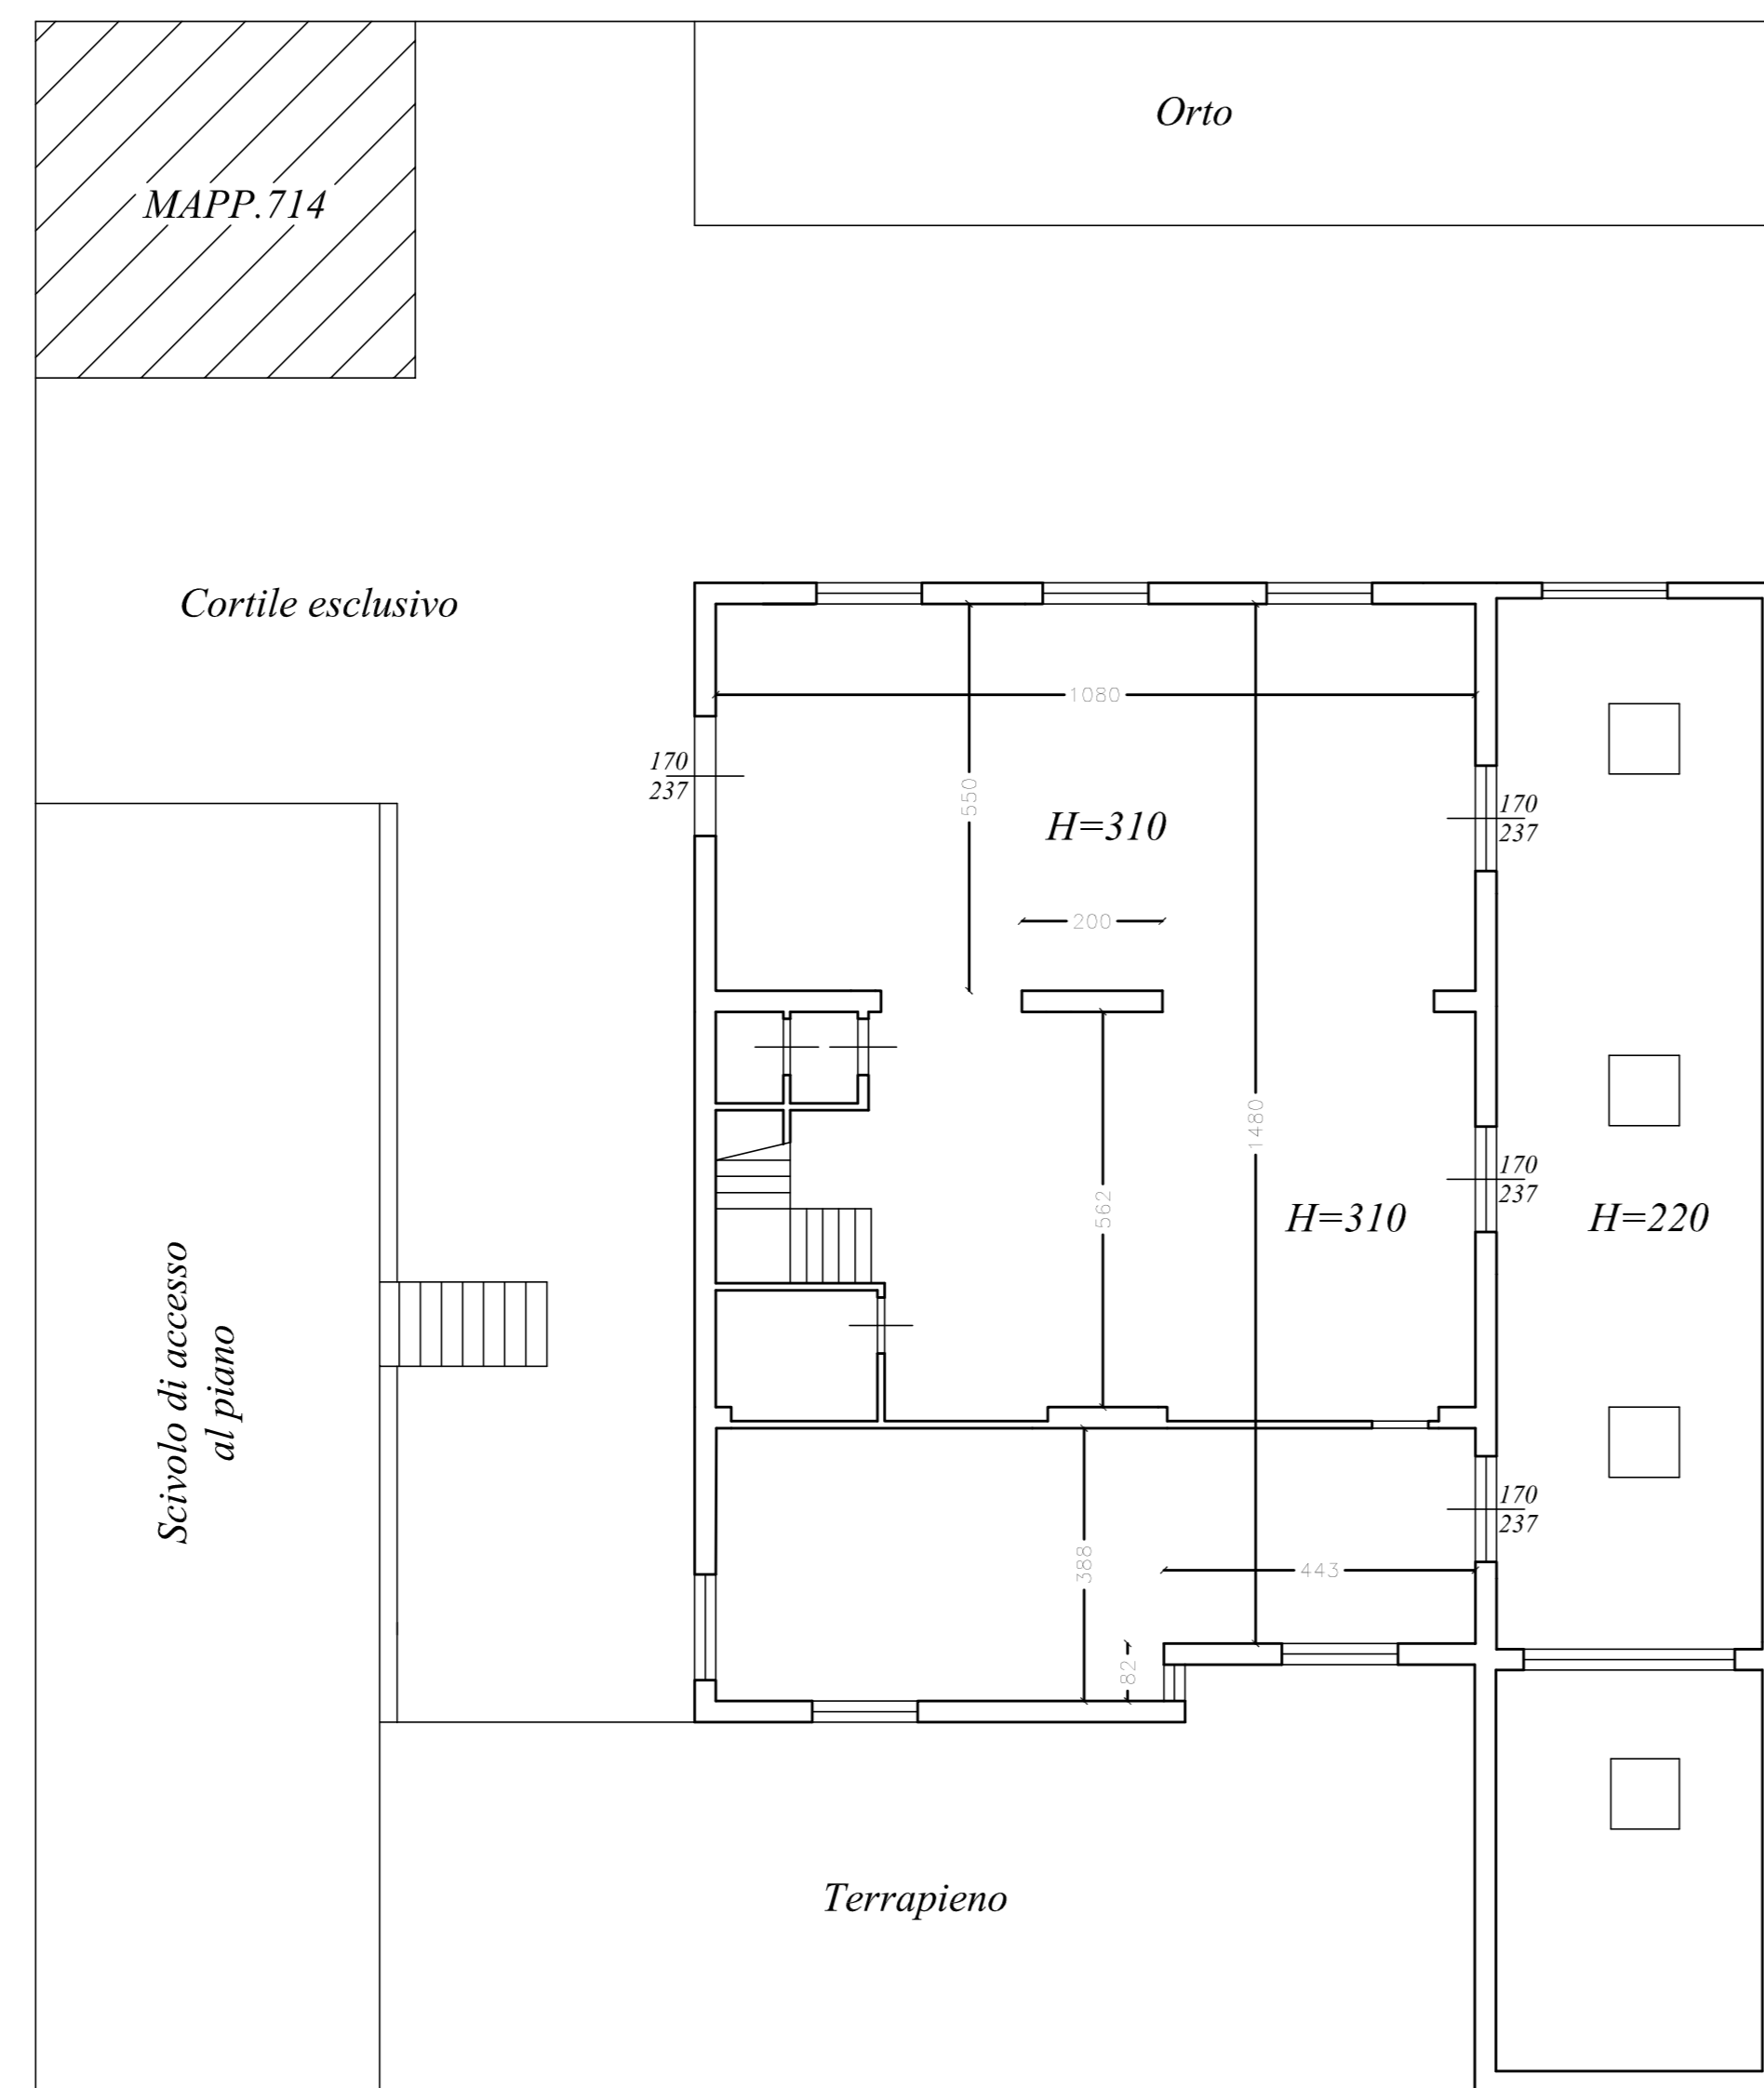 Orto
MAPP.714
Cortile esclusivo
1080
170
237
550
H=310
170
237
200
1480
170
237
562
H=310
H=220
Scivolo di accesso
al piano
170
237
388
443
82
Terrapieno